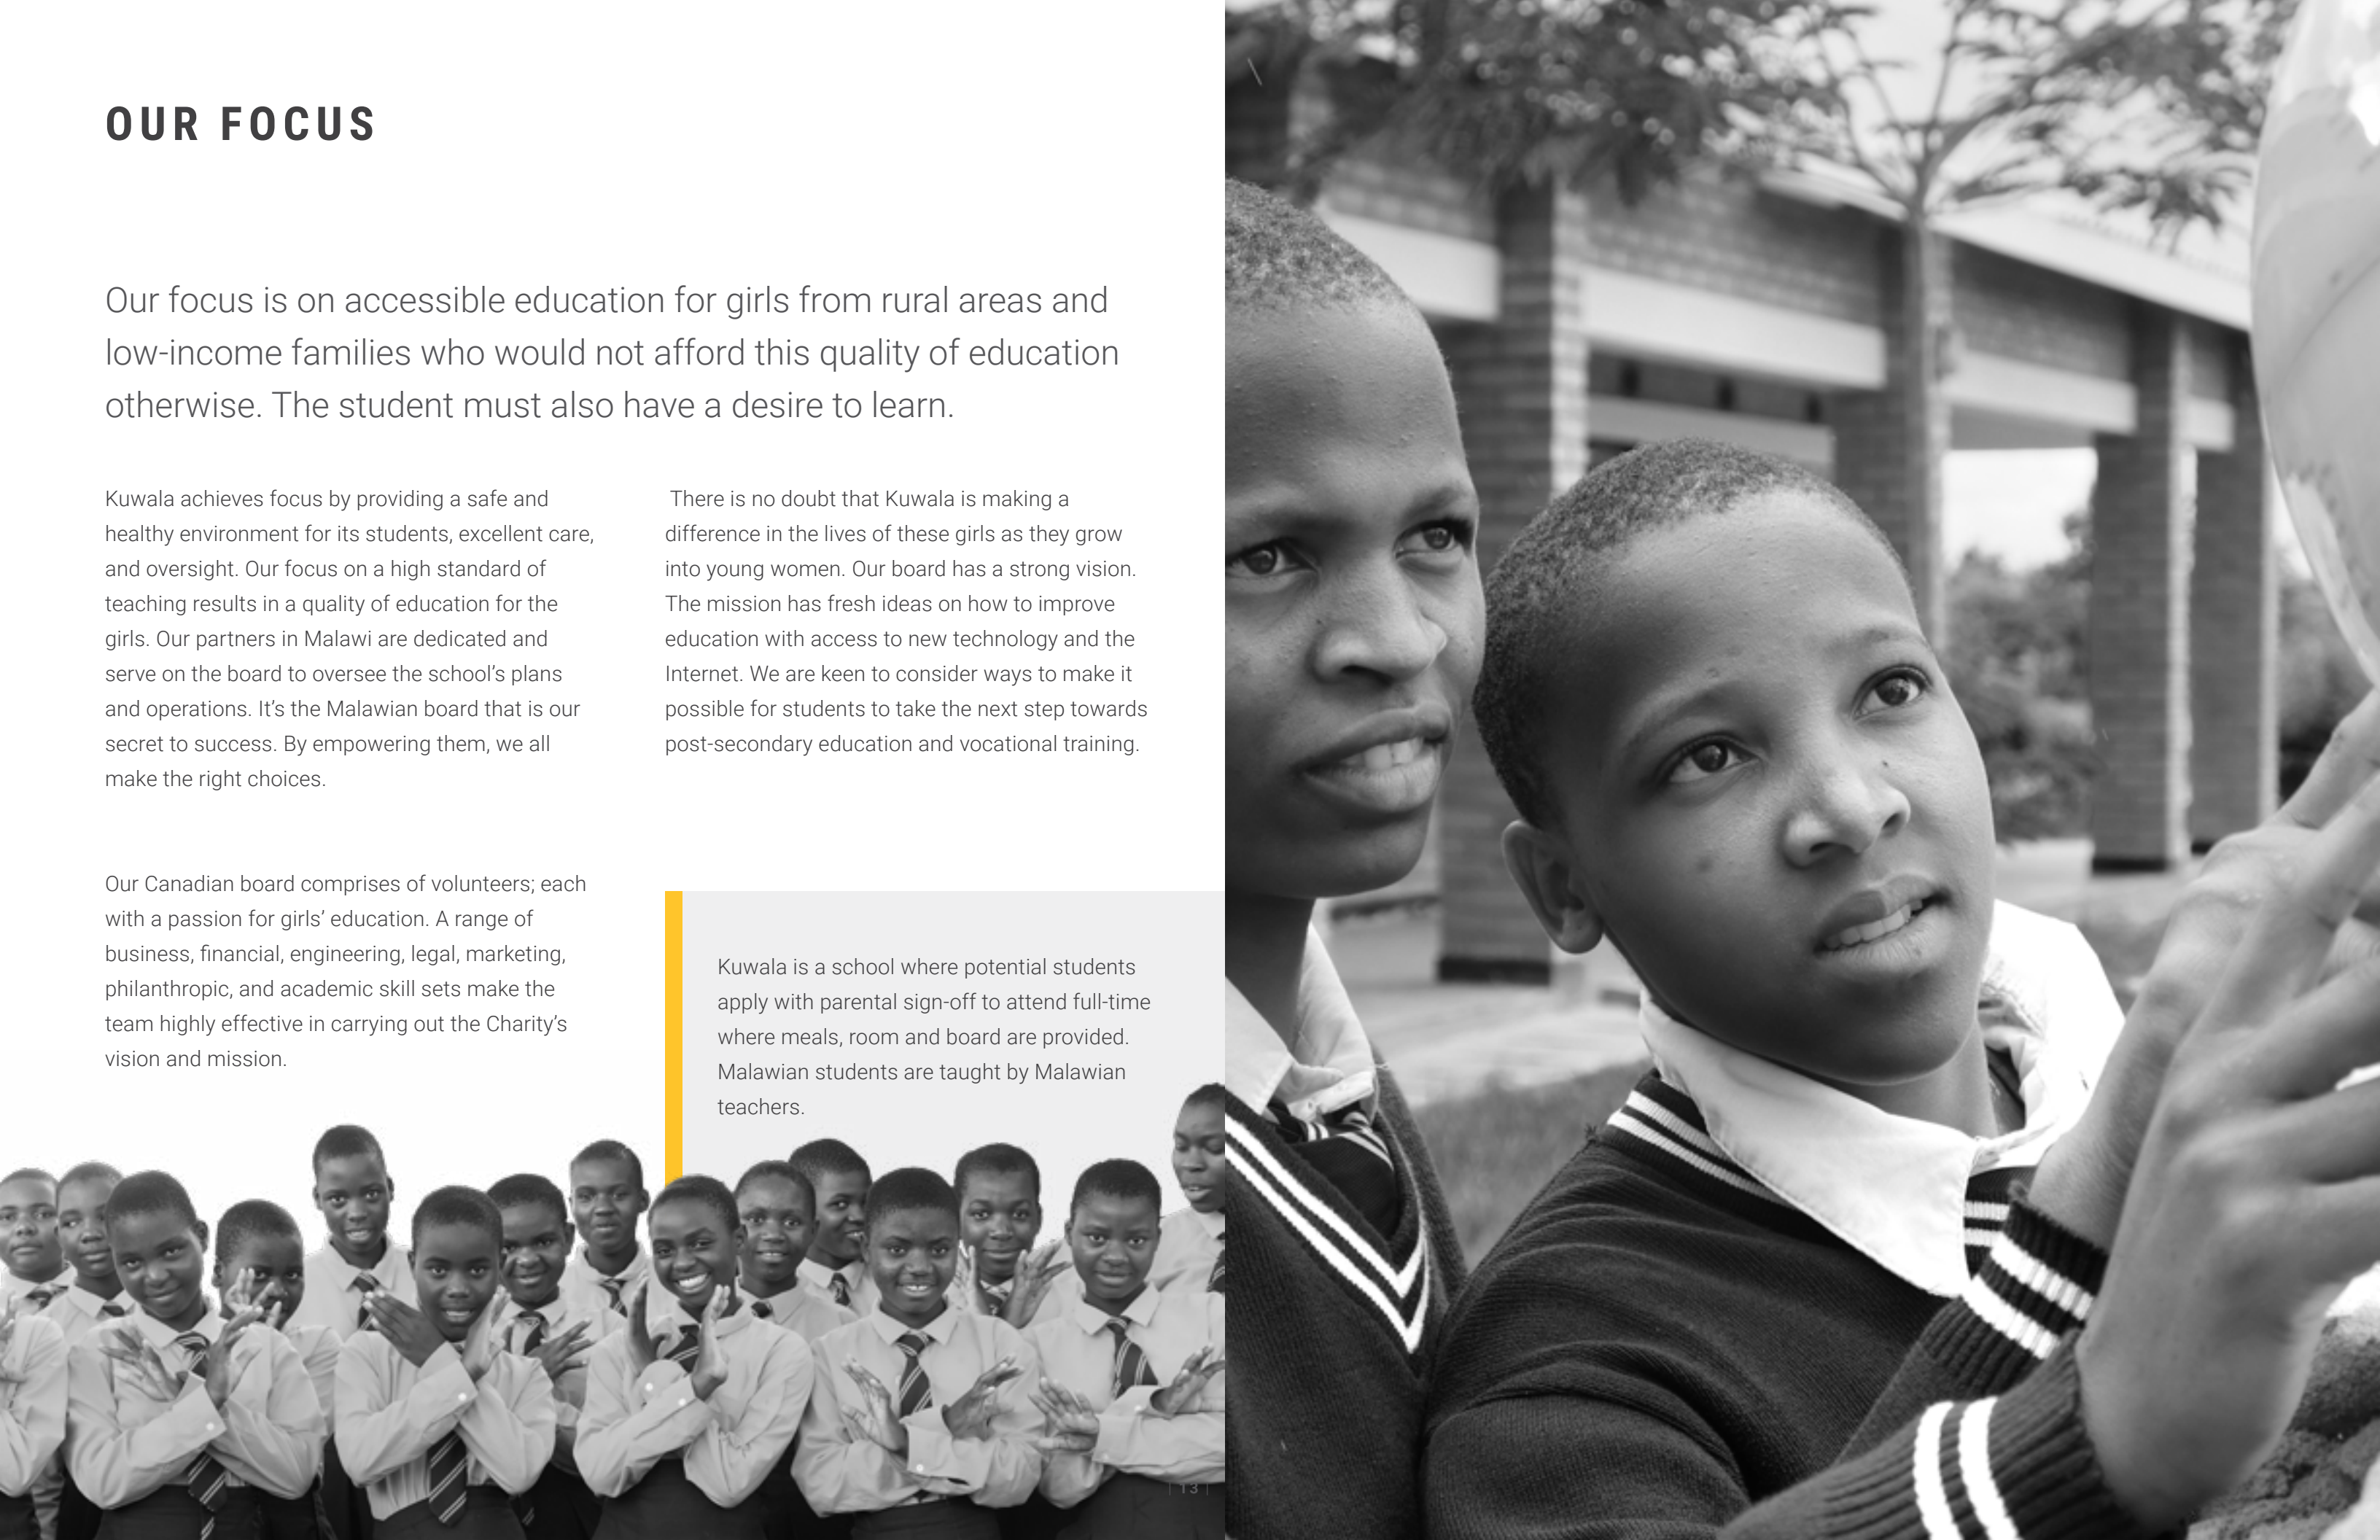 OUR FOCUS
Our focus is on accessible education for girls from rural areas and
low-income families who would not afford this quality of education
otherwise. The student must also have a desire to learn.
Kuwala achieves focus by providing a safe and
healthy environment for its students, excellent care,
and oversight. Our focus on a high standard of
teaching results in a quality of education for the
girls. Our partners in Malawi are dedicated and
serve on the board to oversee the school’s plans
and operations. It’s the Malawian board that is our
secret to success. By empowering them, we all
make the right choices.
Our Canadian board comprises of volunteers; each
with a passion for girls’ education. A range of
business, financial, engineering, legal, marketing,
philanthropic, and academic skill sets make the
team highly effective in carrying out the Charity’s
vision and mission.
There is no doubt that Kuwala is making a
difference in the lives of these girls as they grow
into young women. Our board has a strong vision.
The mission has fresh ideas on how to improve
education with access to new technology and the
Internet. We are keen to consider ways to make it
possible for students to take the next step towards
post-secondary education and vocational training.
Kuwala is a school where potential students
apply with parental sign-off to attend full-time
where meals, room and board are provided.
Malawian students are taught by Malawian
teachers.
| 13 |